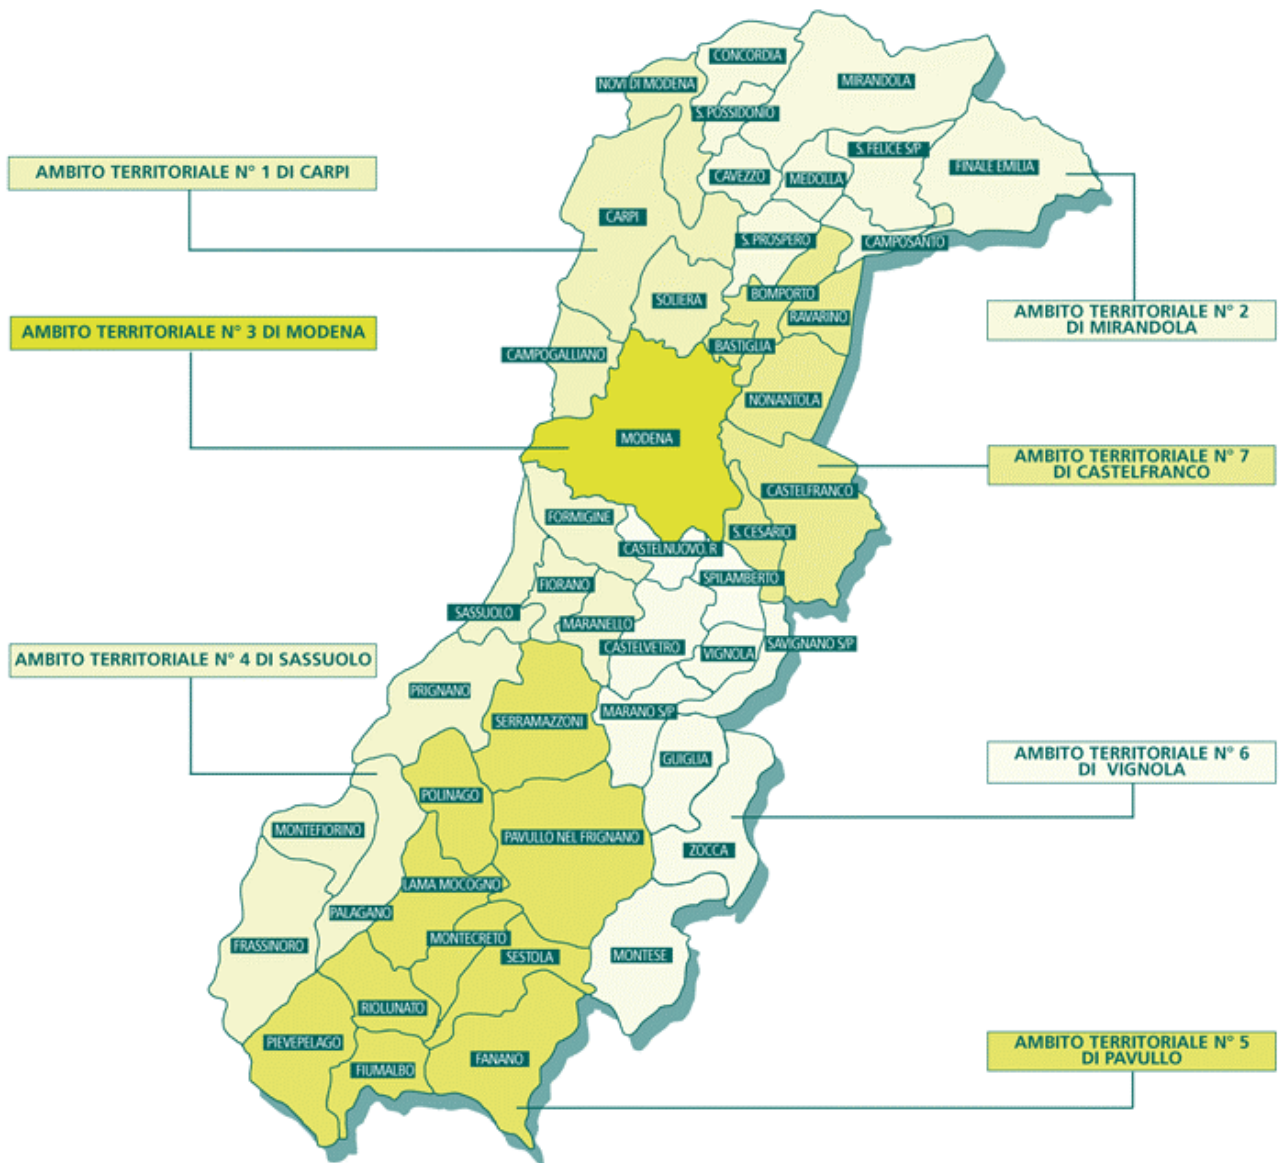 CONCORDIA
MIRANDOLA
NOVI DI MODENA
S. POSSIDONIO
S. FELICE S/P
FINALE EMILIA
AMBITO TERRITORIALE N° 1 DI CARPI
CAVEZZO
MEDOLLA
CARPI
S. PROSPERO
CAMPOSANTO
BOMPORTO
SOLIERA
RAVARINO
AMBITO TERRITORIALE N° 2
DI MIRANDOLA
AMBITO TERRITORIALE N° 3 DI MODENA
BASTIGLIA
CAMPOGALLIANO
NONANTOLA
MODENA
AMBITO TERRITORIALE N° 7
DI CASTELFRANCO
CASTELFRANCO
FORMIGINE
S. CESARIO
CASTELNUOVO. R
SPILAMBERTO
FIORANO
SASSUOLO
MARANELLO
CASTELVETRO
VIGNOLA
SAVIGNANO S/P
AMBITO TERRITORIALE N° 4 DI SASSUOLO
PRIGNANO
SERRAMAZZONI
MARANO S/P
GUIGLIA
AMBITO TERRITORIALE N° 6
DI VIGNOLA
POLINAGO
MONTEFIORINO
PAVULLO NEL FRIGNANO
ZOCCA
LAMA MOCOGNO
PALAGANO
FRASSINORO
MONTECRETO
SESTOLA
MONTESE
RIOLUNATO
PIEVEPELAGO
FIUMALBO
FANANO
AMBITO TERRITORIALE N° 5
DI PAVULLO